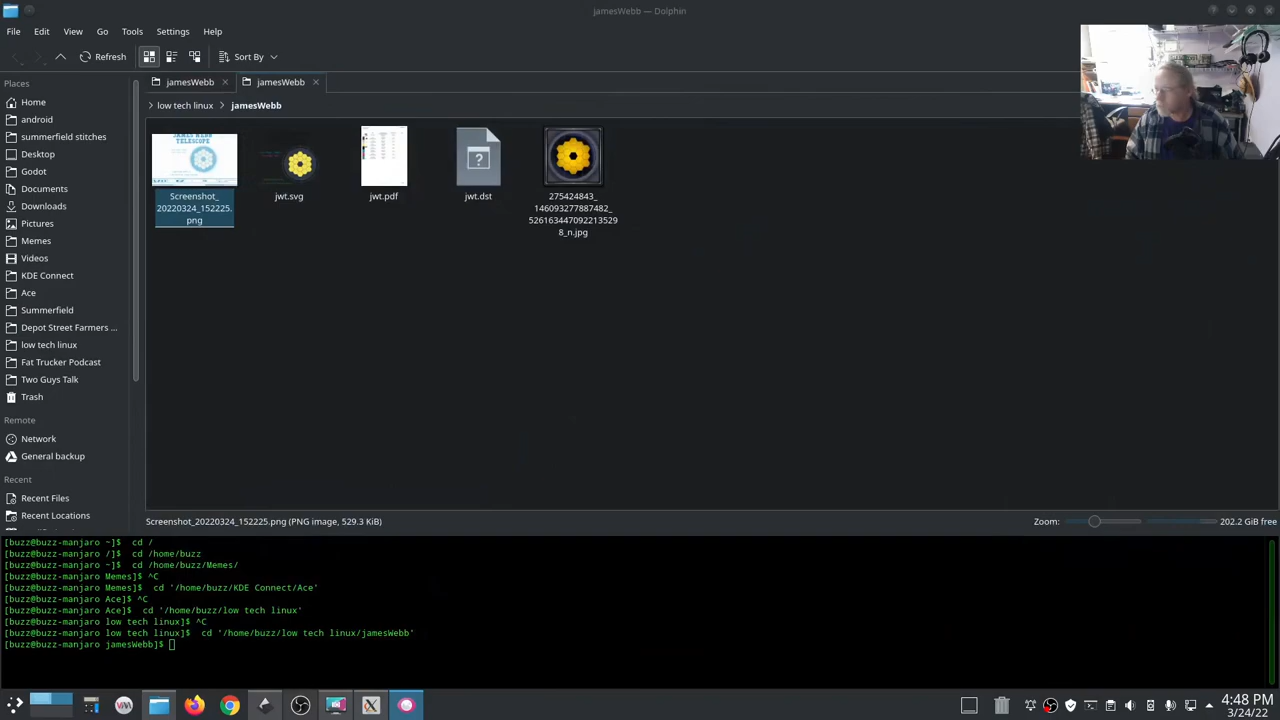 jamesWebb — Dolphin
File Edit View Go Tools Settings Help
Refresh
Sort By
Places
jamesWebb
jamesWebb
low tech linux
jamesWebb
Home
android
summerfield stitches
Desktop
Godot
Documents
Downloads
Pictures
Memes
Videos
KDE Connect
Ace
Summerfield
Depot Street Farmers ...
low tech linux
Fat Trucker Podcast
Two Guys Talk
Trash
Remote
Network
General backup
Recent
Recent Files
Recent Locations
JAMES WEBB
TELESCOPE
Screenshot_
20220324_152225.
png
jwt.svg
jwt.pdf
jwt.dst
275424843_
146093277887482_
526163447092213529
8_n.jpg
Screenshot_20220324_152225.png (PNG image, 529.3 KiB)
Zoom:
202.2 GiB free
[buzz@buzz-manjaro ~]$ cd /
[buzz@buzz-manjaro /]$ cd /home/buzz
[buzz@buzz-manjaro ~]$ cd /home/buzz/Memes/
[buzz@buzz-manjaro Memes]$ ^C
[buzz@buzz-manjaro Memes]$ cd '/home/buzz/KDE Connect/Ace'
[buzz@buzz-manjaro Ace]$ ^C
[buzz@buzz-manjaro Ace]$ cd '/home/buzz/low tech linux'
[buzz@buzz-manjaro low tech linux]$ ^C
[buzz@buzz-manjaro low tech linux]$ cd '/home/buzz/low tech linux/jamesWebb'
[buzz@buzz-manjaro jamesWebb]$
4:48 PM
3/24/22